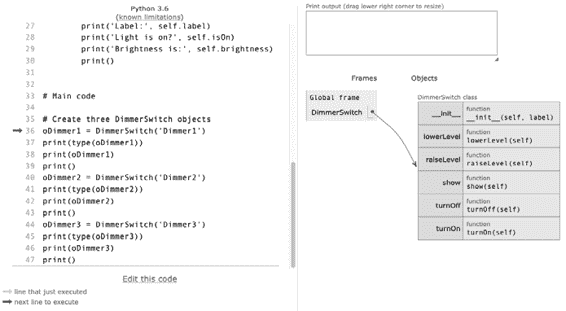 Python 3.6
(known limitations)
27 print('Label:', self.label)
28 print('Light is on?', self.isOn)
29 print('Brightness is:', self.brightness)
30 print()
31
32
33 # Main code
34
35 # Create three DimmerSwitch objects
36 oDimmer1 = DimmerSwitch('Dimmer1')
37 print(type(oDimmer1))
38 print(oDimmer1)
39 print()
40 oDimmer2 = DimmerSwitch('Dimmer2')
41 print(type(oDimmer2))
42 print(oDimmer2)
43 print()
44 oDimmer3 = DimmerSwitch('Dimmer3')
45 print(type(oDimmer3))
46 print(oDimmer3)
47 print()
Edit this code
line that just executed
next line to execute
Print output (drag lower right corner to resize)
Frames Objects
Global frame
DimmerSwitch
DimmerSwitch class
__init__ function
__init__(self, label)
lowerLevel function
lowerLevel(self)
raiseLevel function
raiseLevel(self)
show function
show(self)
turnOff function
turnOff(self)
turnOn function
turnOn(self)